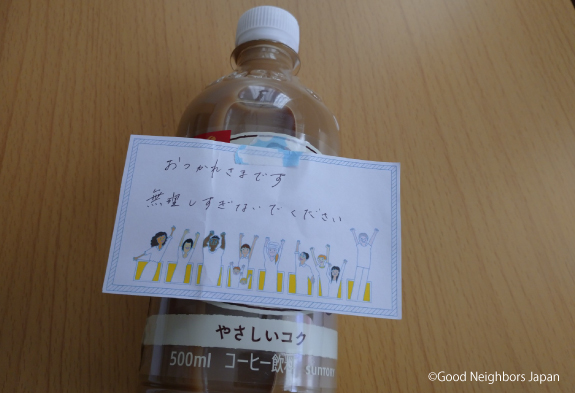 おつかれさまです
無理しすぎないでください
やさしいコク
500ml コーヒー飲料 SUNTORY
©Good Neighbors Japan